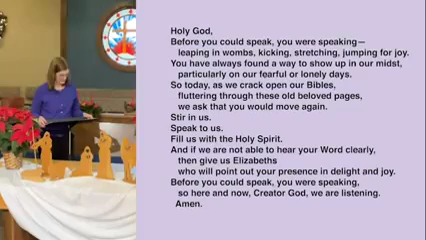 Holy God,
Before you could speak, you were speaking—
leaping in wombs, kicking, stretching, jumping for joy.
You have always found a way to show up in our midst,
particularly on our fearful or lonely days.
So today, as we crack open our Bibles,
fluttering through these old beloved pages,
we ask that you would move again.
Stir in us.
Speak to us.
Fill us with the Holy Spirit.
And if we are not able to hear your Word clearly,
then give us Elizabeths
who will point out your presence in delight and joy.
Before you could speak, you were speaking,
so here and now, Creator God, we are listening.
Amen.